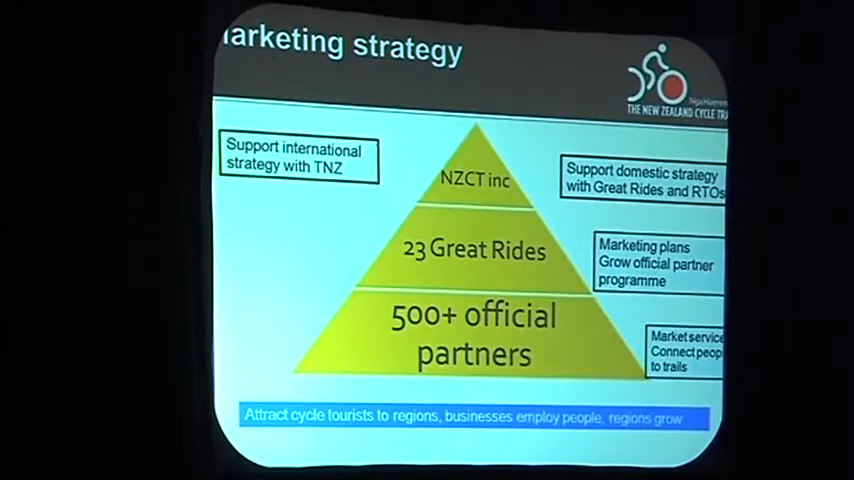 arketing strategy
THE NEW ZEALAND CYCLE
Support international
strategy with TNZ
NZCT inc
Support domestic strategy
with Great Rides and RTOs
23 Great Rides
Marketing plans
Grow official partner
programme
500+ official
partners
Market service
Connect peop
to trails
Attract cycle tourists to regions, businesses employ people, regions grow